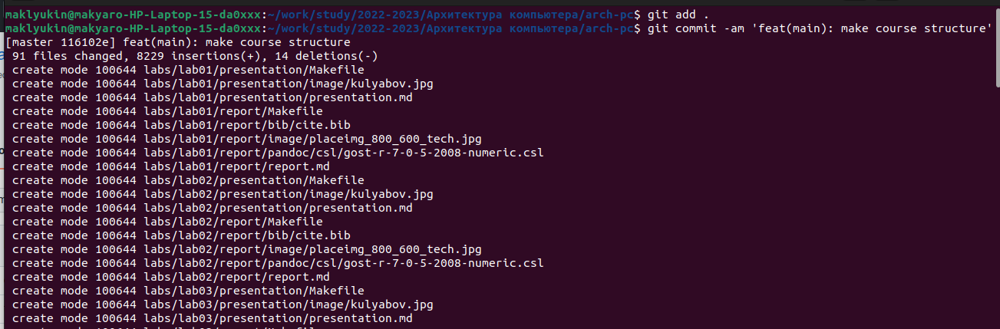 maklyukin@makyaro-HP-Laptop-15-da0xxx:~/work/study/2022-2023/Архитектура компьютера/arch-pc$ git add .
maklyukin@makyaro-HP-Laptop-15-da0xxx:~/work/study/2022-2023/Архитектура компьютера/arch-pc$ git commit -am 'feat(main): make course structure'
[master 116102e] feat(main): make course structure
 91 files changed, 8229 insertions(+), 14 deletions(-)
 create mode 100644 labs/lab01/presentation/Makefile
 create mode 100644 labs/lab01/presentation/image/kulyabov.jpg
 create mode 100644 labs/lab01/presentation/presentation.md
 create mode 100644 labs/lab01/report/Makefile
 create mode 100644 labs/lab01/report/bib/cite.bib
 create mode 100644 labs/lab01/report/image/placeimg_800_600_tech.jpg
 create mode 100644 labs/lab01/report/pandoc/csl/gost-r-7-0-5-2008-numeric.csl
 create mode 100644 labs/lab01/report/report.md
 create mode 100644 labs/lab02/presentation/Makefile
 create mode 100644 labs/lab02/presentation/image/kulyabov.jpg
 create mode 100644 labs/lab02/presentation/presentation.md
 create mode 100644 labs/lab02/report/Makefile
 create mode 100644 labs/lab02/report/bib/cite.bib
 create mode 100644 labs/lab02/report/image/placeimg_800_600_tech.jpg
 create mode 100644 labs/lab02/report/pandoc/csl/gost-r-7-0-5-2008-numeric.csl
 create mode 100644 labs/lab02/report/report.md
 create mode 100644 labs/lab03/presentation/Makefile
 create mode 100644 labs/lab03/presentation/image/kulyabov.jpg
 create mode 100644 labs/lab03/presentation/presentation.md